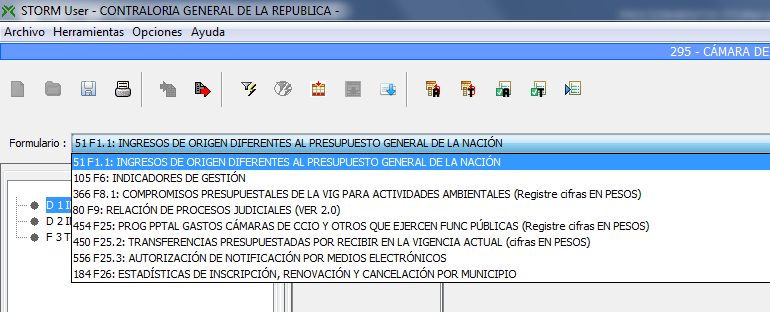 STORM User - CONTRALORIA GENERAL DE LA REPUBLICA -
Archivo Herramientas Opciones Ayuda
295 - CÁMARA DE
Formulario : 51 F1.1: INGRESOS DE ORIGEN DIFERENTES AL PRESUPUESTO GENERAL DE LA NACIÓN
51 F1.1: INGRESOS DE ORIGEN DIFERENTES AL PRESUPUESTO GENERAL DE LA NACIÓN
105 F6: INDICADORES DE GESTIÓN
366 F8.1: COMPROMISOS PRESUPUESTALES DE LA VIG PARA ACTIVIDADES AMBIENTALES (Registre cifras EN PESOS)
80 F9: RELACIÓN DE PROCESOS JUDICIALES (VER 2.0)
454 F25: PROG PPTAL GASTOS CÁMARAS DE CCIO Y OTROS QUE EJERCEN FUNC PÚBLICAS (Registre cifras EN PESOS)
450 F25.2: TRANSFERENCIAS PRESUPUESTADAS POR RECIBIR EN LA VIGENCIA ACTUAL (cifras EN PESOS)
556 F25.3: AUTORIZACIÓN DE NOTIFICACIÓN POR MEDIOS ELECTRÓNICOS
184 F26: ESTADÍSTICAS DE INSCRIPCIÓN, RENOVACIÓN Y CANCELACIÓN POR MUNICIPIO
D 1 I
D 2 I
F 3 T